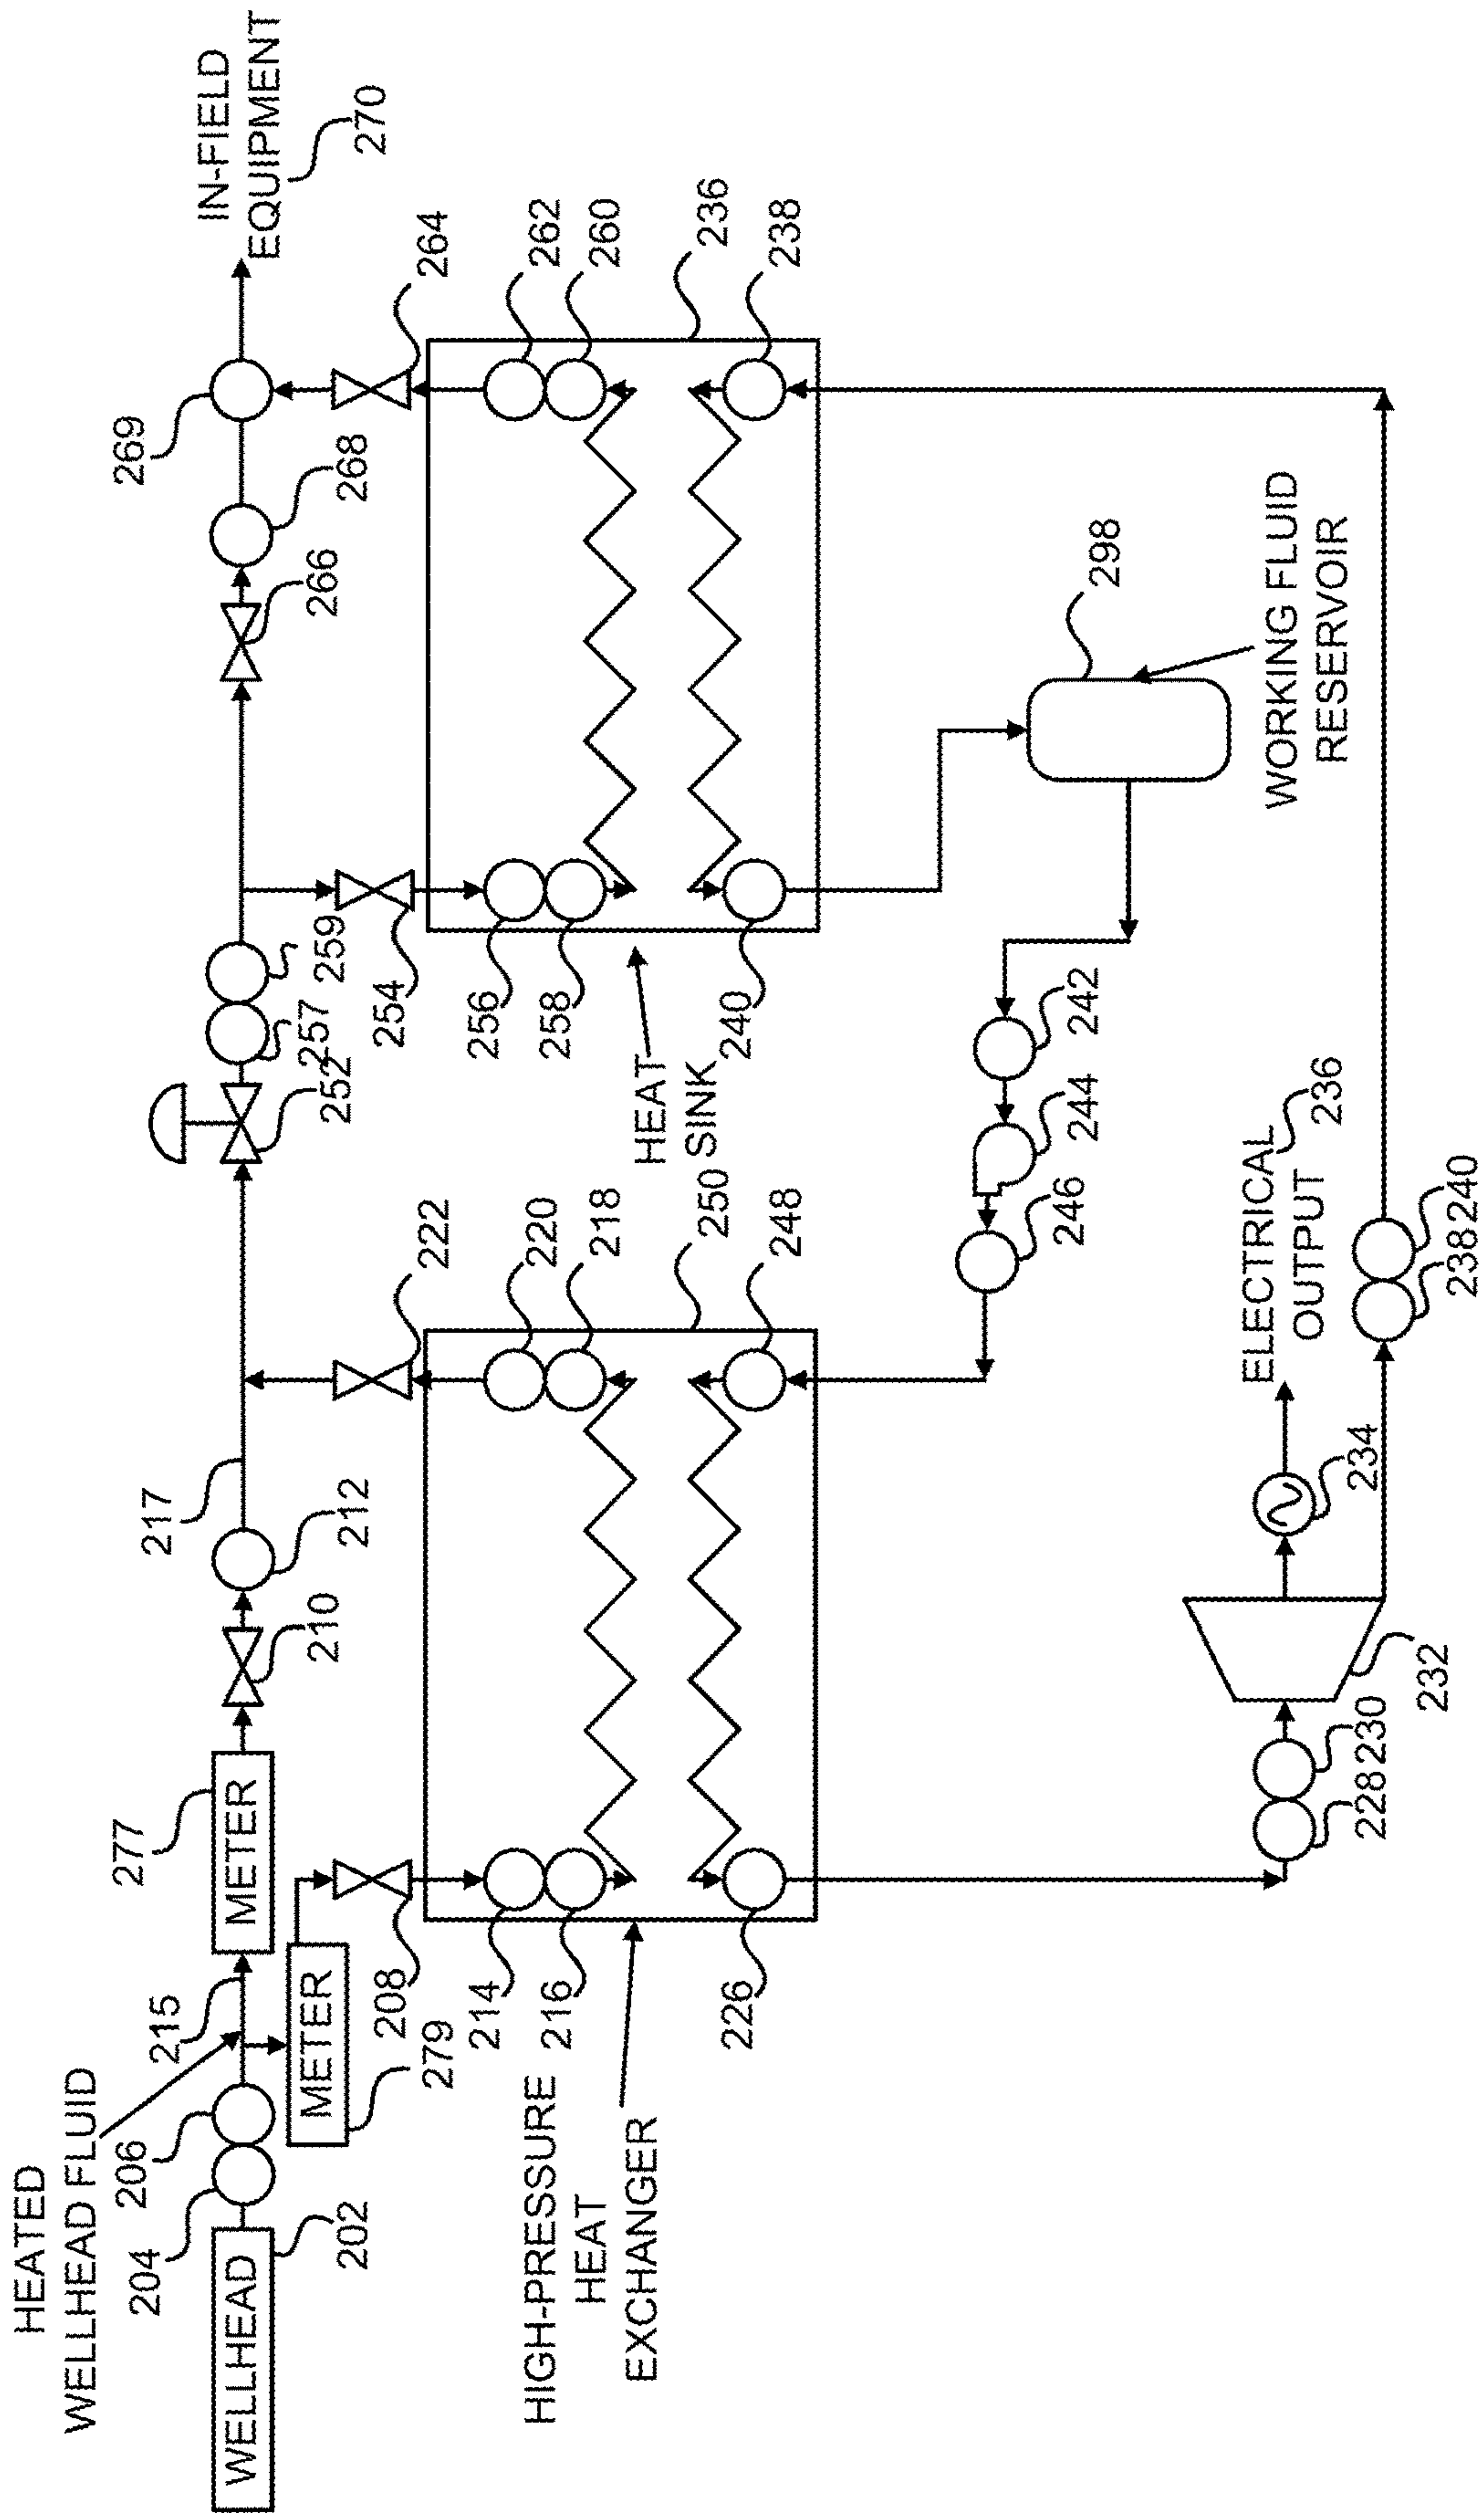 HEATED
WELLHEAD FLUID
WELLHEAD
202
204
206
215
METER
277
METER
279
208
210
212
217
222
252
257
259
254
266
268
269
264
IN-FIELD
EQUIPMENT
270
HIGH-PRESSURE
HEAT
EXCHANGER
214
216
226
220
218
250
248
HEAT
SINK
256
258
240
262
260
236
238
242
244
246
298
WORKING FLUID
RESERVOIR
228
230
232
234
ELECTRICAL
OUTPUT
236
238
240